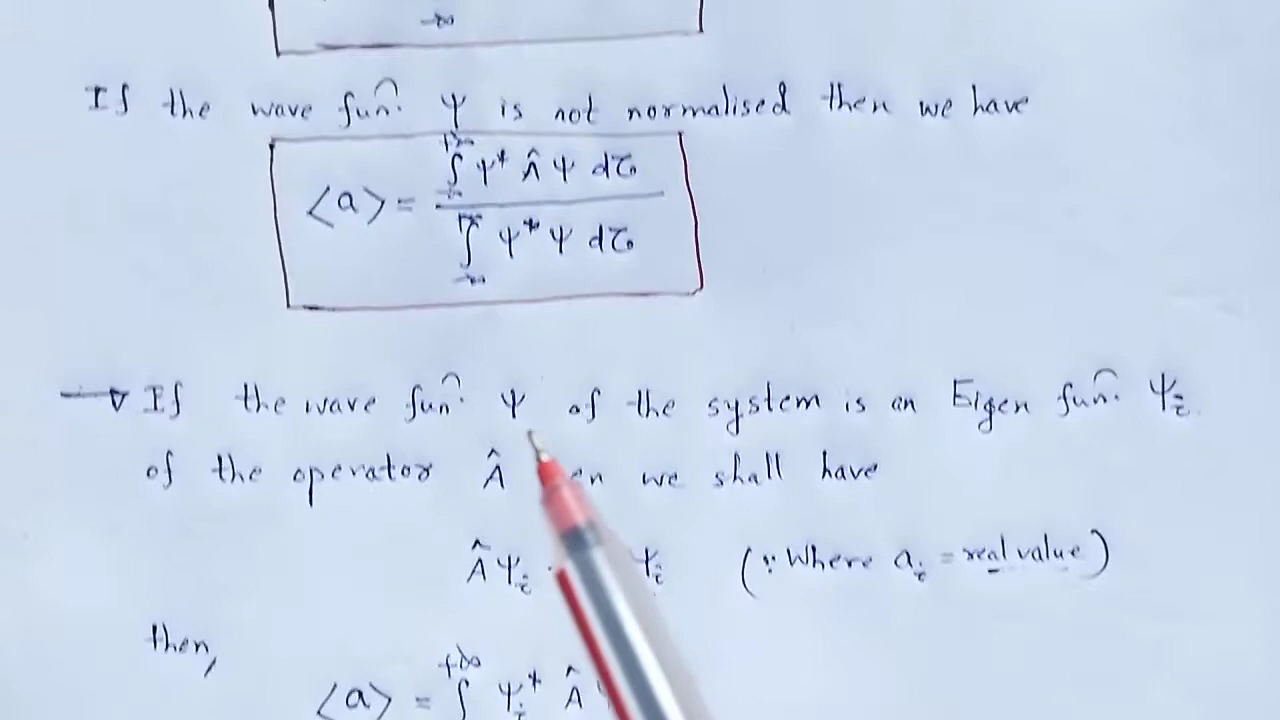 -∞
If the wave fun. ψ is not normalised then we have
⟨a⟩ = ∫_{-∞}^{+∞} ψ* Â ψ dτ / ∫_{-∞}^{+∞} ψ* ψ dτ
→ If the wave fun. ψ of the system is an Eigen fun. ψᵢ
of the operator Â we shall have
Â ψᵢ ψᵢ (∵ Where aᵢ = real value)
then,
⟨a⟩ = ∫^{+∞} ψᵢ* Â